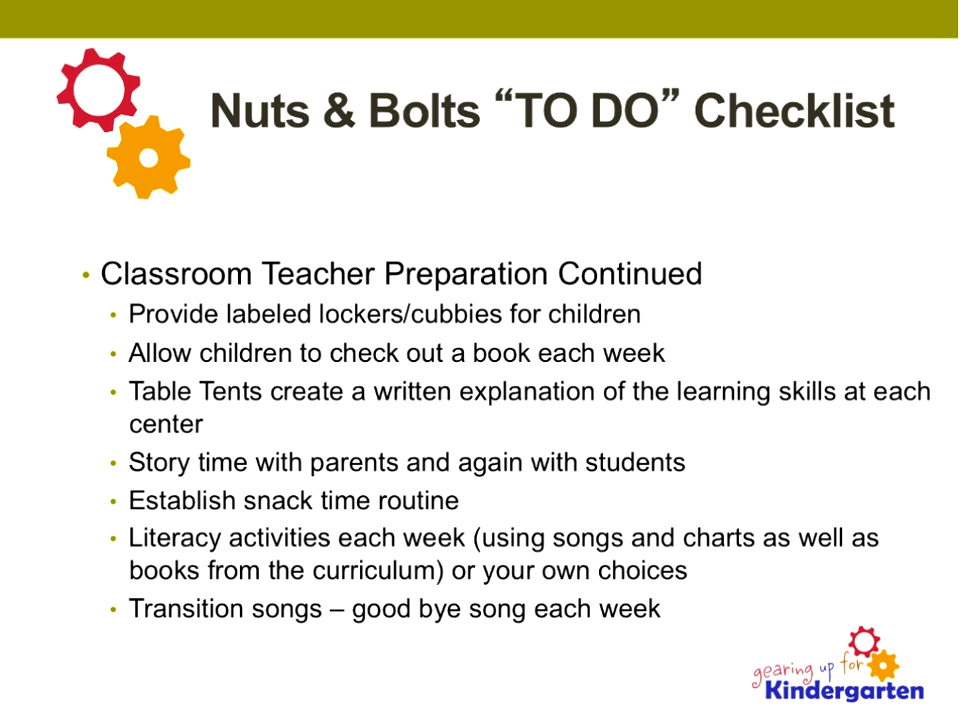 Nuts & Bolts “TO DO” Checklist
• Classroom Teacher Preparation Continued
• Provide labeled lockers/cubbies for children
• Allow children to check out a book each week
• Table Tents create a written explanation of the learning skills at each
center
• Story time with parents and again with students
• Establish snack time routine
• Literacy activities each week (using songs and charts as well as
books from the curriculum) or your own choices
• Transition songs – good bye song each week
gearing up for
Kindergarten